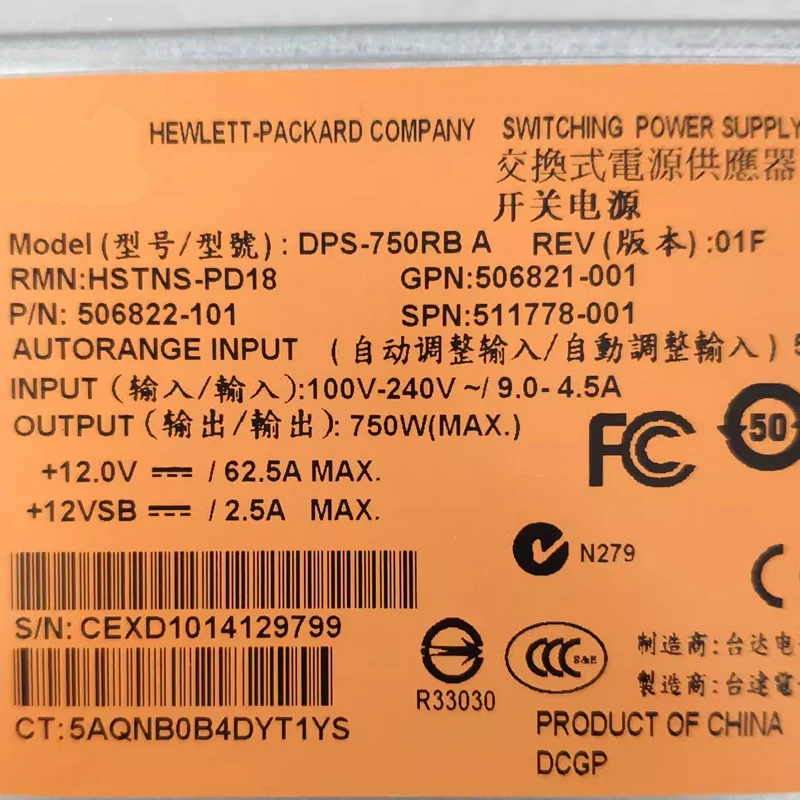 HEWLETT-PACKARD COMPANY SWITCHING POWER SUPPLY
交換式電源供應器
开关电源
Model (型号/型號) : DPS-750RB A REV (版本) :01F
RMN:HSTNS-PD18 GPN:506821-001
P/N: 506822-101 SPN:511778-001
AUTORANGE INPUT (自动调整输入/自動調整輸入)
INPUT (输入/輸入):100V-240V ~/ 9.0- 4.5A
OUTPUT (输出/輸出): 750W(MAX.)
+12.0V ⎓ / 62.5A MAX.
+12VSB ⎓ / 2.5A MAX.
FC
50
N279
S/N: CEXD1014129799
R33030
CCC S&E
制造商:台达电
製造商:台達電
CT:5AQNB0B4DYT1YS
PRODUCT OF CHINA
DCGP